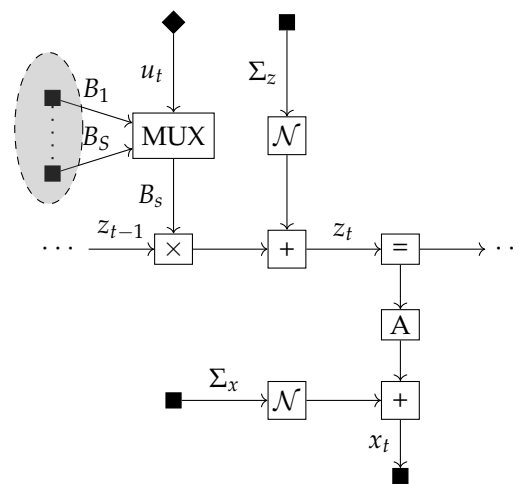 u_t
Σ_z
B_1
B_S
MUX
𝒩
B_s
⋯ z_{t−1} × + z_t = ⋯
A
Σ_x 𝒩 +
x_t